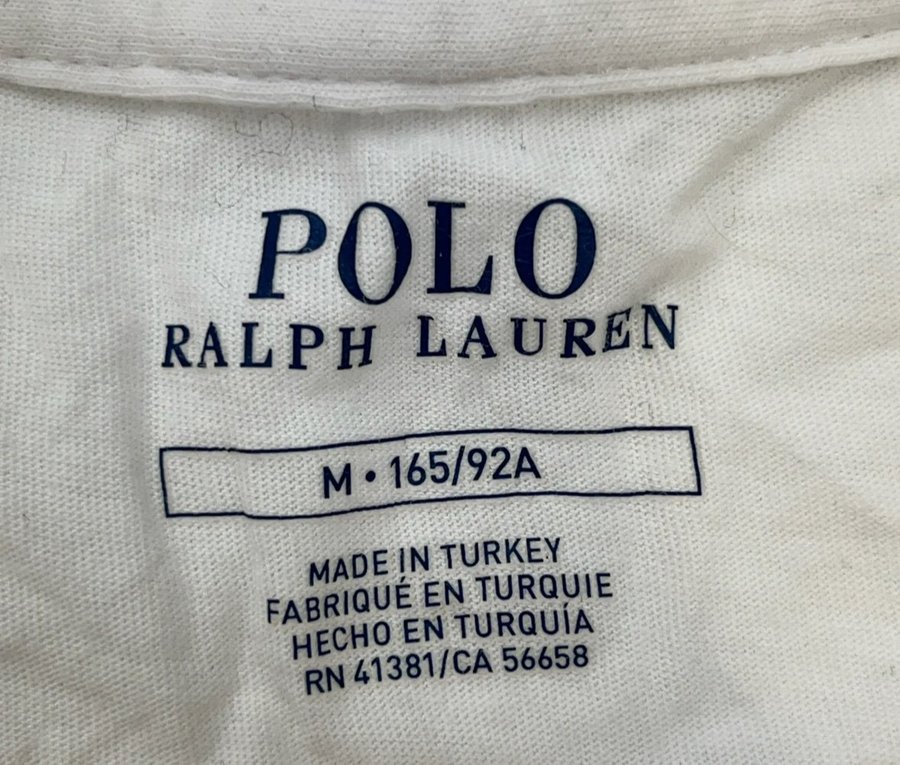 POLO
RALPH LAUREN
M • 165/92A
MADE IN TURKEY
FABRIQUÉ EN TURQUIE
HECHO EN TURQUÍA
RN 41381/CA 56658